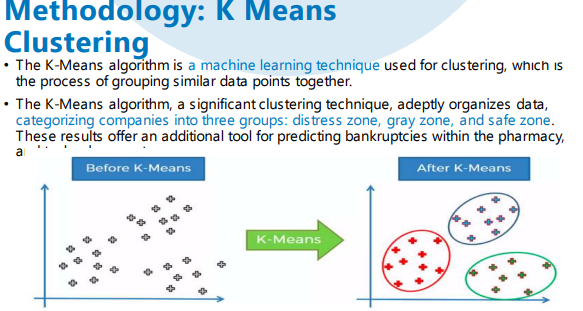 Methodology: K Means
Clustering
• The K-Means algorithm is a machine learning technique used for clustering, which is
the process of grouping similar data points together.
• The K-Means algorithm, a significant clustering technique, adeptly organizes data,
categorizing companies into three groups: distress zone, gray zone, and safe zone.
These results offer an additional tool for predicting bankruptcies within the pharmacy,
Before K-Means
After K-Means
K-Means